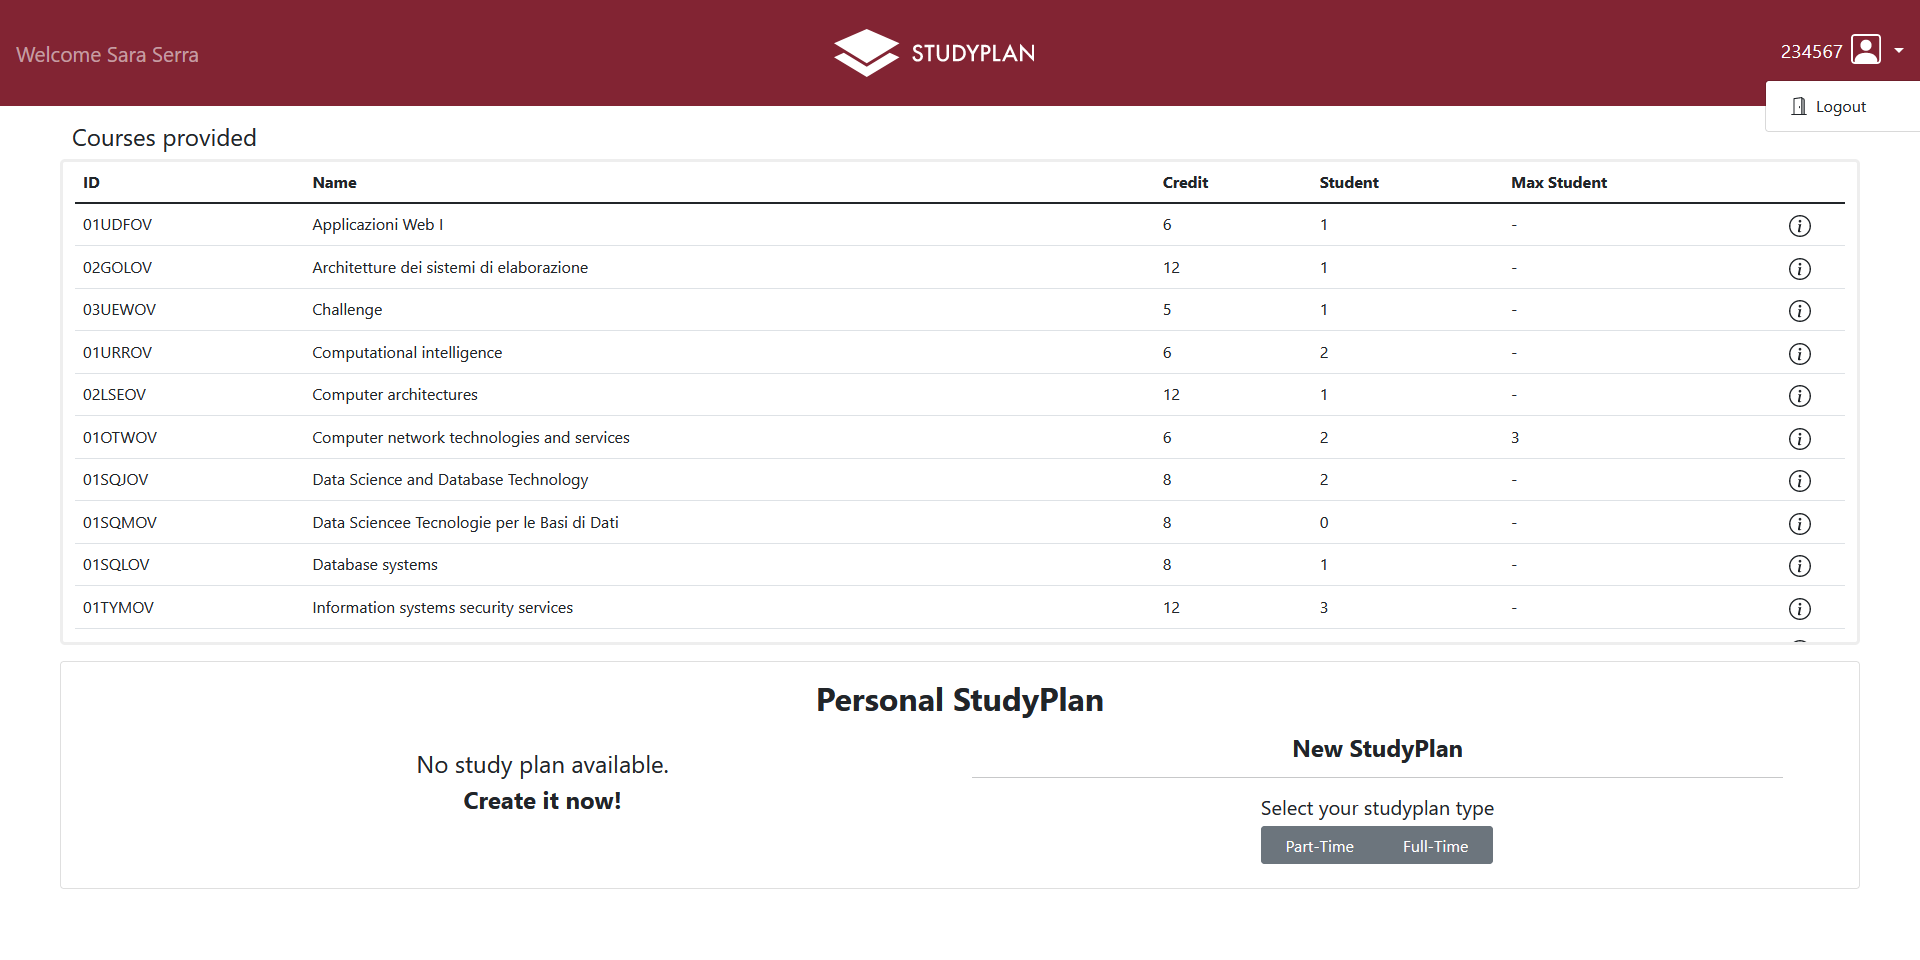 Welcome Sara Serra
STUDYPLAN
234567
Logout
Courses provided
ID Name Credit Student Max Student
01UDFOV Applicazioni Web I 6 1 -
02GOLOV Architetture dei sistemi di elaborazione 12 1 -
03UEWOV Challenge 5 1 -
01URROV Computational intelligence 6 2 -
02LSEOV Computer architectures 12 1 -
01OTWOV Computer network technologies and services 6 2 3
01SQJOV Data Science and Database Technology 8 2 -
01SQMOV Data Sciencee Tecnologie per le Basi di Dati 8 0 -
01SQLOV Database systems 8 1 -
01TYMOV Information systems security services 12 3 -
Personal StudyPlan
No study plan available.
Create it now!
New StudyPlan
Select your studyplan type
Part-Time Full-Time